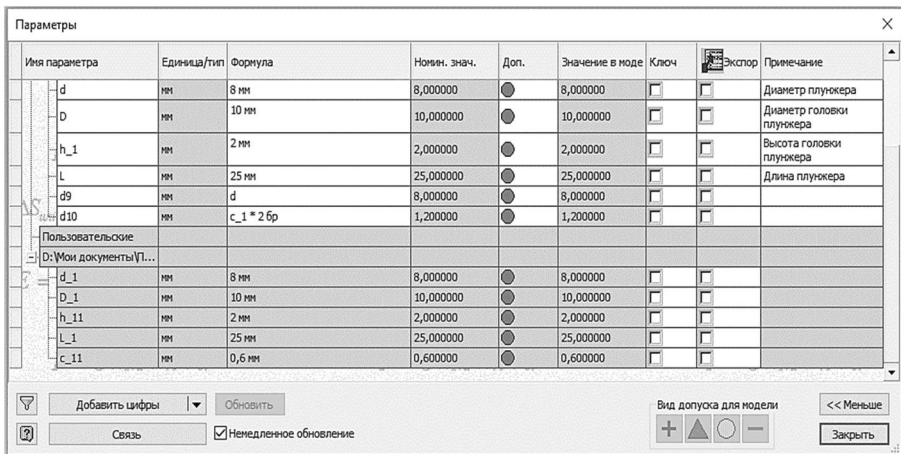 Параметры
Имя параметра Единица/тип Формула Номин. знач. Доп. Значение в моде Ключ Экспор Примечание
d мм 8 мм 8,000000 8,000000 Диаметр плунжера
D мм 10 мм 10,000000 10,000000 Диаметр головки
плунжера
h_1 мм 2 мм 2,000000 2,000000 Высота головки
плунжера
L мм 25 мм 25,000000 25,000000 Длина плунжера
d9 мм d 8,000000 8,000000
d10 мм c_1 * 2 бр 1,200000 1,200000
Пользовательские
D:\Мои документы\П...
d_1 мм 8 мм 8,000000 8,000000
D_1 мм 10 мм 10,000000 10,000000
h_11 мм 2 мм 2,000000 2,000000
L_1 мм 25 мм 25,000000 25,000000
c_11 мм 0,6 мм 0,600000 0,600000
Добавить цифры Обновить Вид допуска для модели << Меньше
Связь Немедленное обновление Закрыть